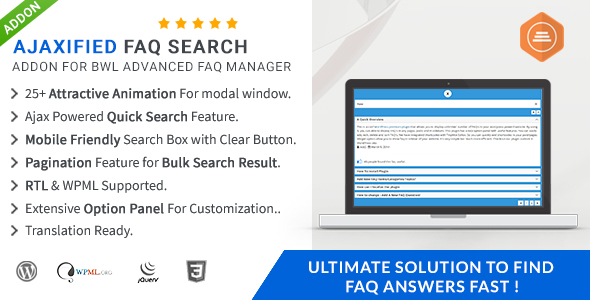 ADDON
AJAXIFIED FAQ SEARCH
ADDON FOR BWL ADVANCED FAQ MANAGER
25+ Attractive Animation For modal window.
Ajax Powered Quick Search Feature.
Mobile Friendly Search Box with Clear Button.
Pagination Feature for Bulk Search Result.
RTL & WPML Supported.
Extensive Option Panel For Customization..
Translation Ready.
WPML.ORG
jQuery
3
ULTIMATE SOLUTION TO FIND
FAQ ANSWERS FAST !